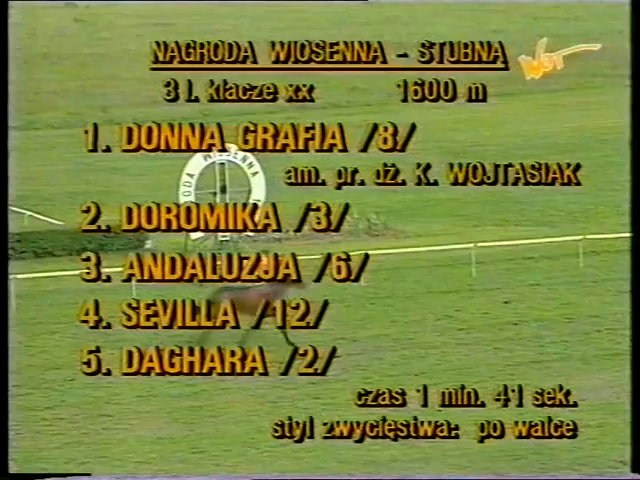 NAGRODA WIOSENNA - STUBNA
3 l. klacze xx 1600 m
1. DONNA GRAFIA /8/
am. pr. dż. K. WOJTASIAK
2. DOROMIKA /3/
3. ANDALUZJA /6/
4. SEVILLA /12/
5. DAGHARA /2/
czas 1 min. 41 sek.
styl zwycięstwa: po walce